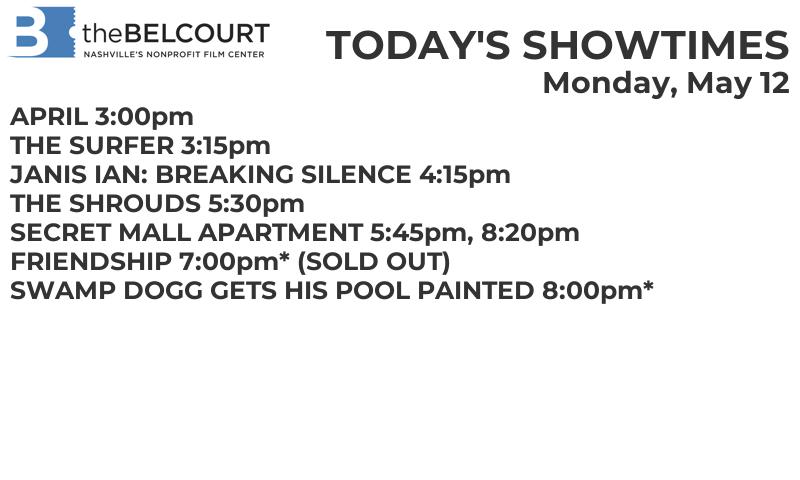 B theBELCOURT
NASHVILLE'S NONPROFIT FILM CENTER
TODAY'S SHOWTIMES
Monday, May 12
APRIL 3:00pm
THE SURFER 3:15pm
JANIS IAN: BREAKING SILENCE 4:15pm
THE SHROUDS 5:30pm
SECRET MALL APARTMENT 5:45pm, 8:20pm
FRIENDSHIP 7:00pm* (SOLD OUT)
SWAMP DOGG GETS HIS POOL PAINTED 8:00pm*